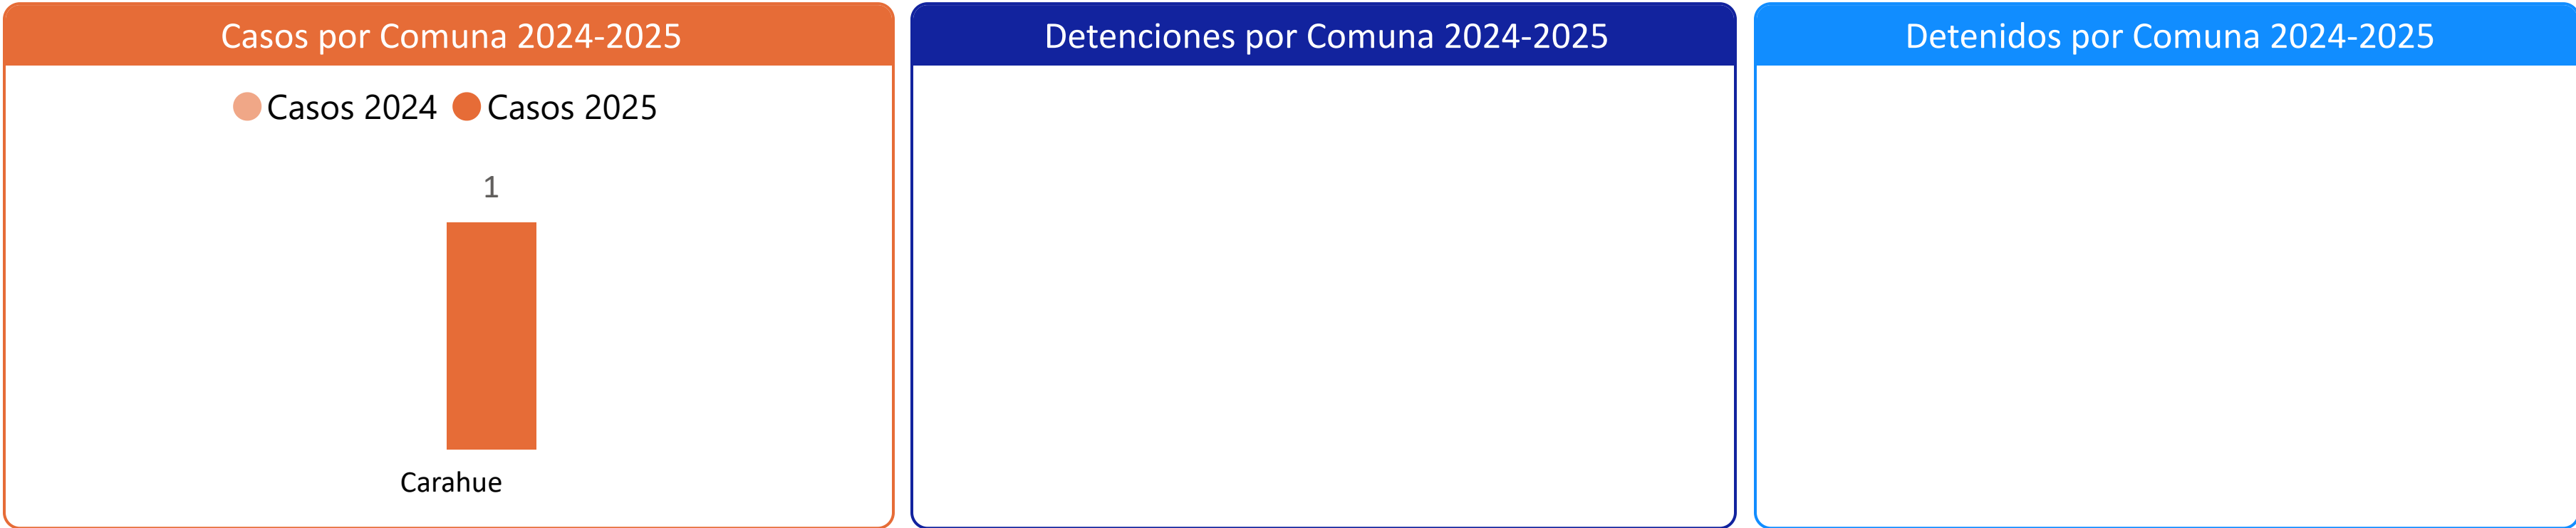 Casos por Comuna 2024-2025
Casos 2024 Casos 2025
1
Carahue
Detenciones por Comuna 2024-2025
Detenidos por Comuna 2024-2025